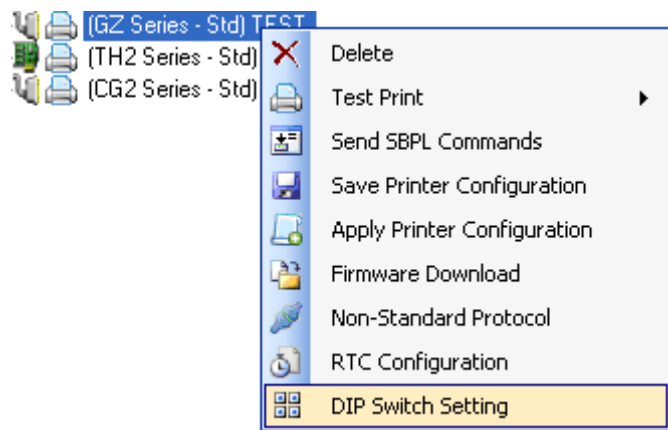 (GZ Series - Std) TEST
(TH2 Series - Std)
(CG2 Series - Std)
Delete
Test Print
Send SBPL Commands
Save Printer Configuration
Apply Printer Configuration
Firmware Download
Non-Standard Protocol
RTC Configuration
DIP Switch Setting